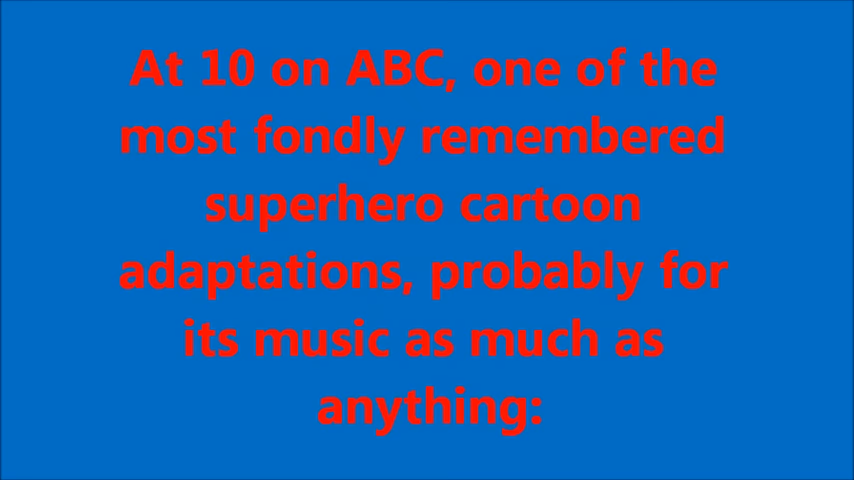 At 10 on ABC, one of the
most fondly remembered
superhero cartoon
adaptations, probably for
its music as much as
anything: